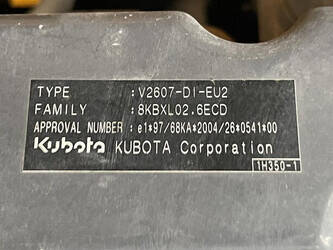 TYPE : V2607-DI-EU2
FAMILY : 8KBXL02.6ECD
APPROVAL NUMBER : e1*97/68KA*2004/26*0541*00
Kubota KUBOTA Corporation
1H350-1